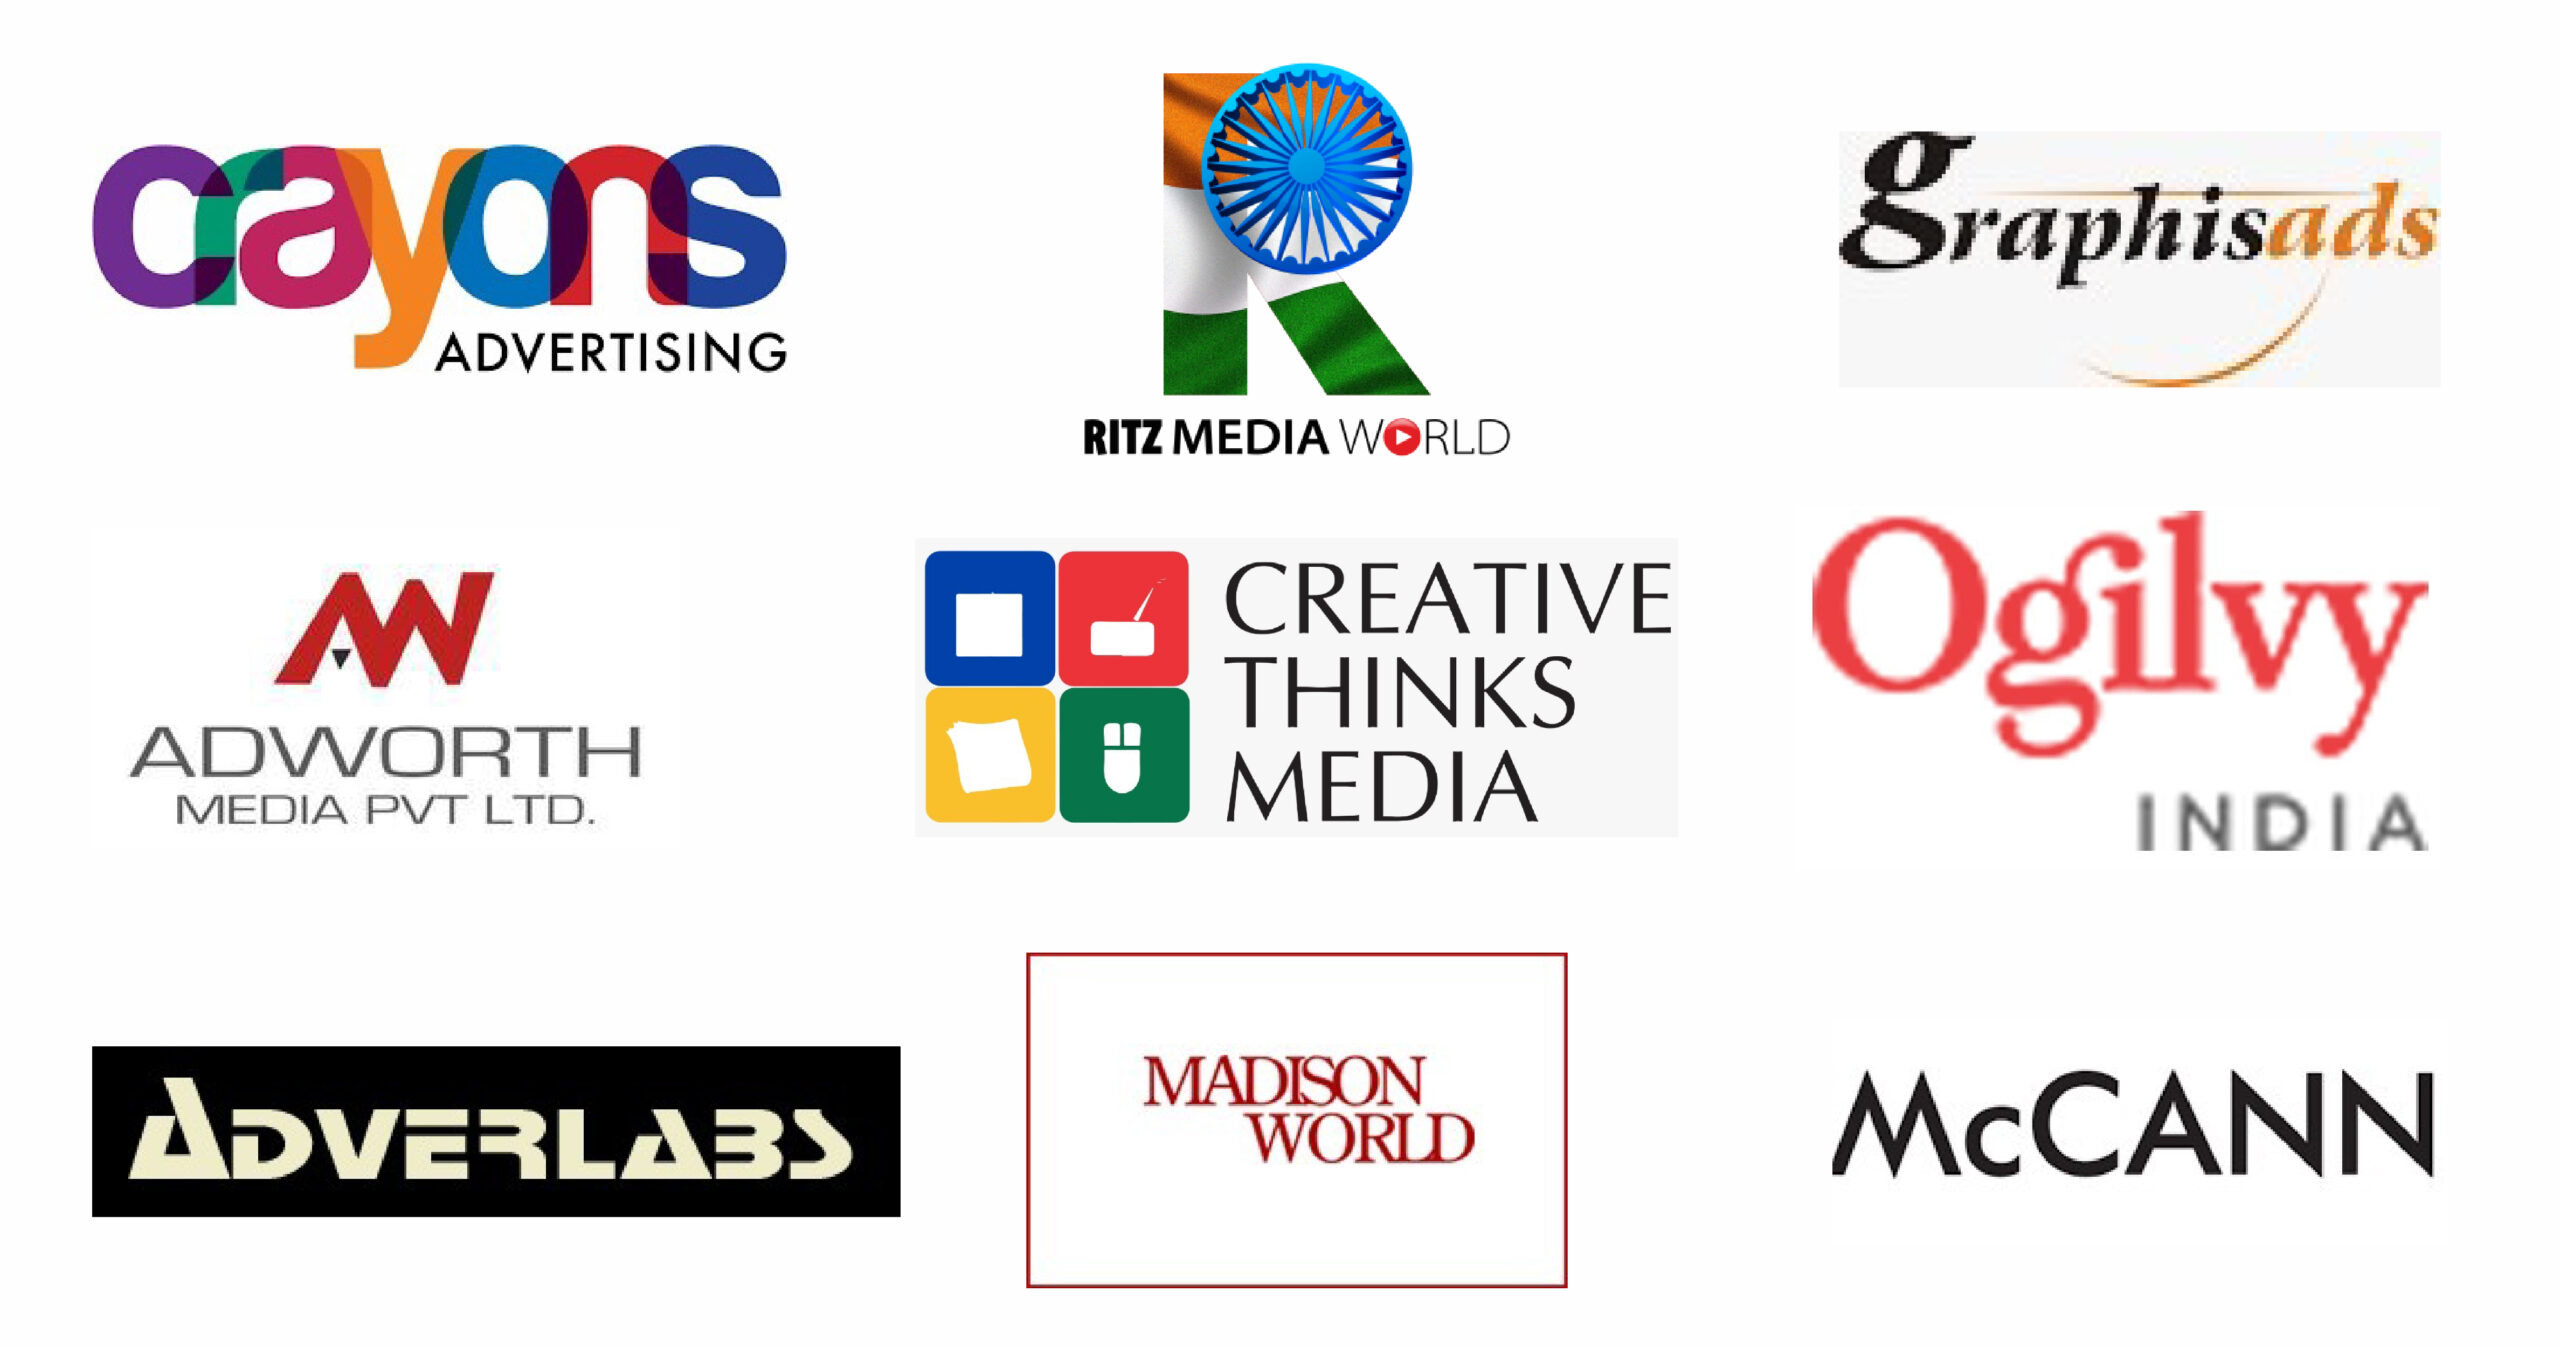 crayons
ADVERTISING
R
RITZ MEDIA WORLD
graphisads
AW
ADWORTH
MEDIA PVT LTD.
CREATIVE
THINKS
MEDIA
Ogilvy
INDIA
ADVERLABS
MADISON
WORLD
McCANN